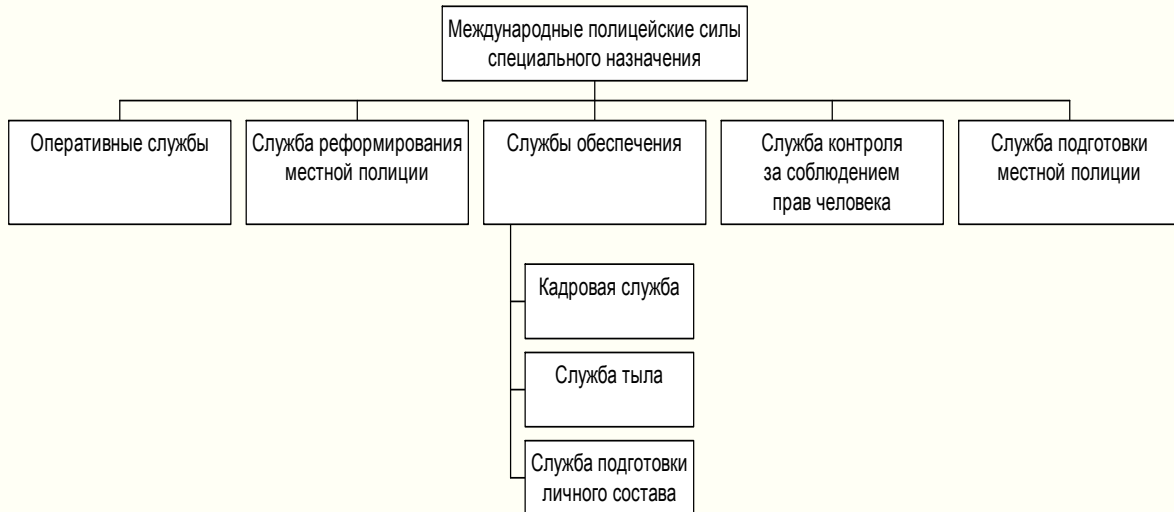 Международные полицейские силы
специального назначения
Оперативные службы
Служба реформирования
местной полиции
Службы обеспечения
Служба контроля
за соблюдением
прав человека
Служба подготовки
местной полиции
Кадровая служба
Служба тыла
Служба подготовки
личного состава